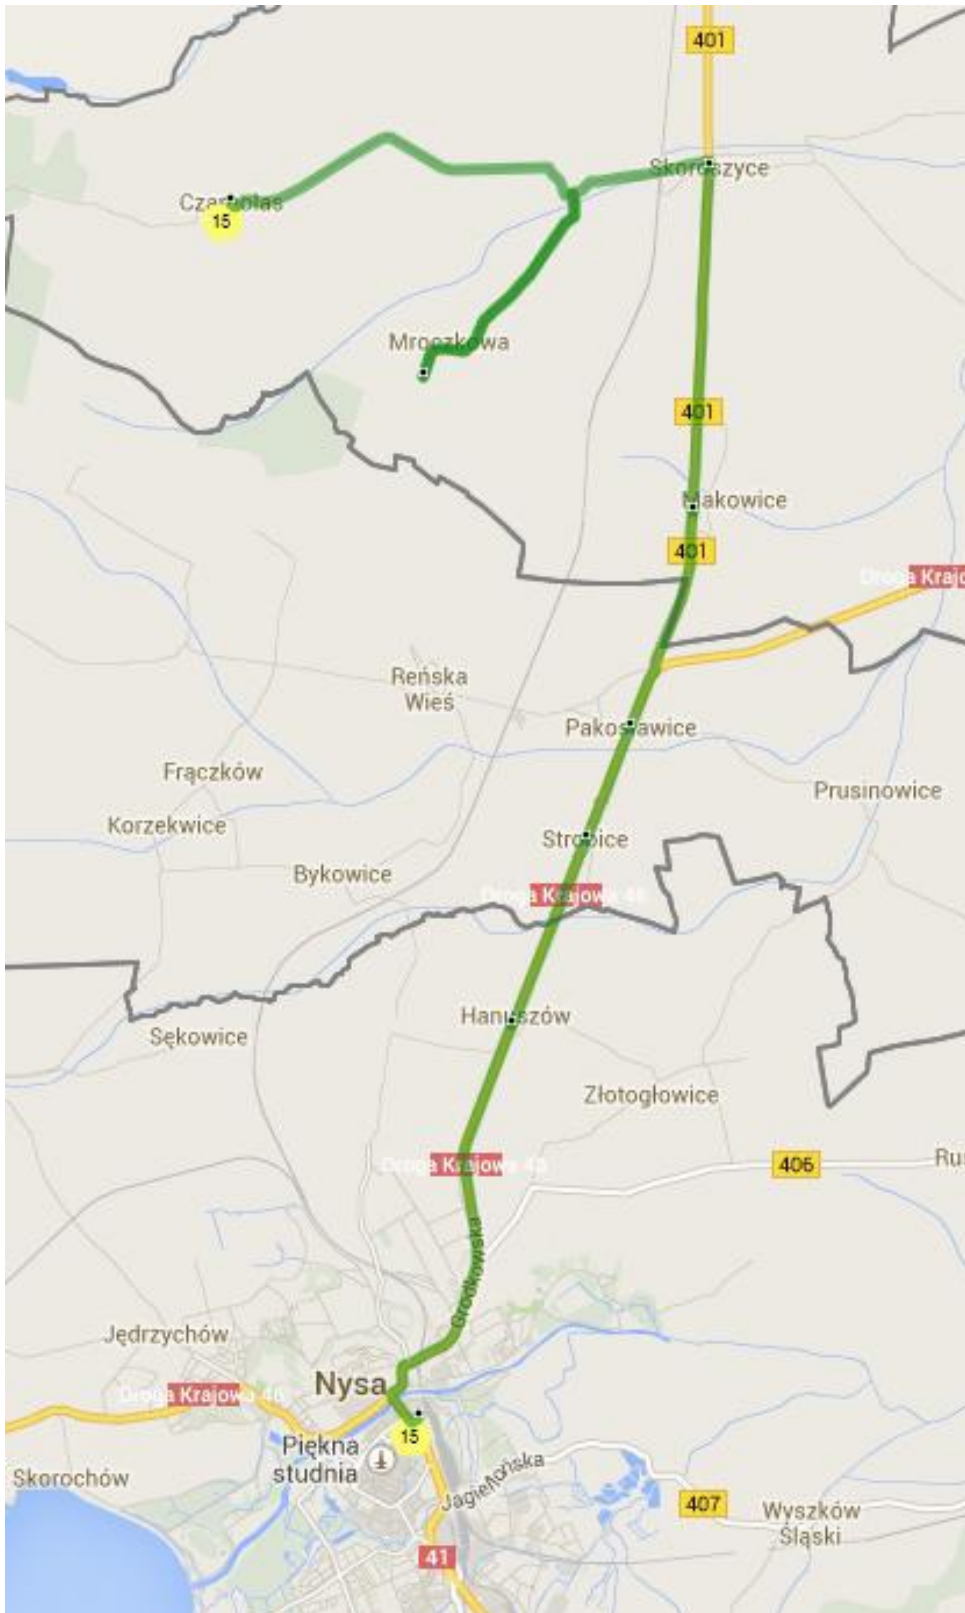 401
Skoroszyce
Czarnolas
15
Mroczkowa
401
Makowice
401
Droga Krajo
Reńska
Wieś
Pakosławice
Frączków
Prusinowice
Korzekwice
Strobice
Bykowice
Droga Krajowa 46
Hanuszów
Sękowice
Złotogłowice
Droga Krajowa
406
Rus
Grodkowska
Jędrzychów
Nysa
Droga Krajowa 46
15
Piękna
studnia
Skorochów
Jagiellońska
407
Wyszków
Śląski
41